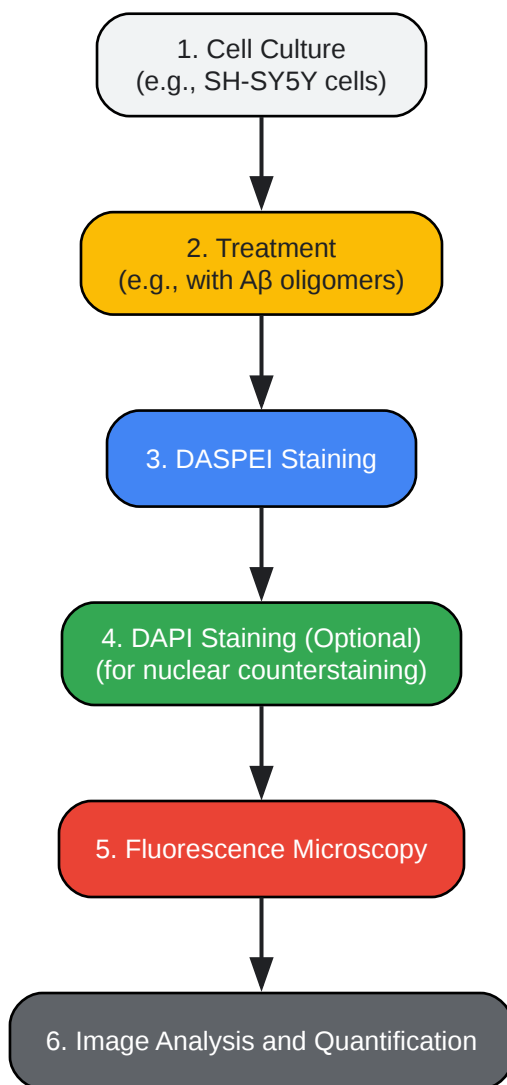 1. Cell Culture
(e.g., SH-SY5Y cells)
2. Treatment
(e.g., with Aβ oligomers)
3. DASPEI Staining
4. DAPI Staining (Optional)
(for nuclear counterstaining)
5. Fluorescence Microscopy
6. Image Analysis and Quantification